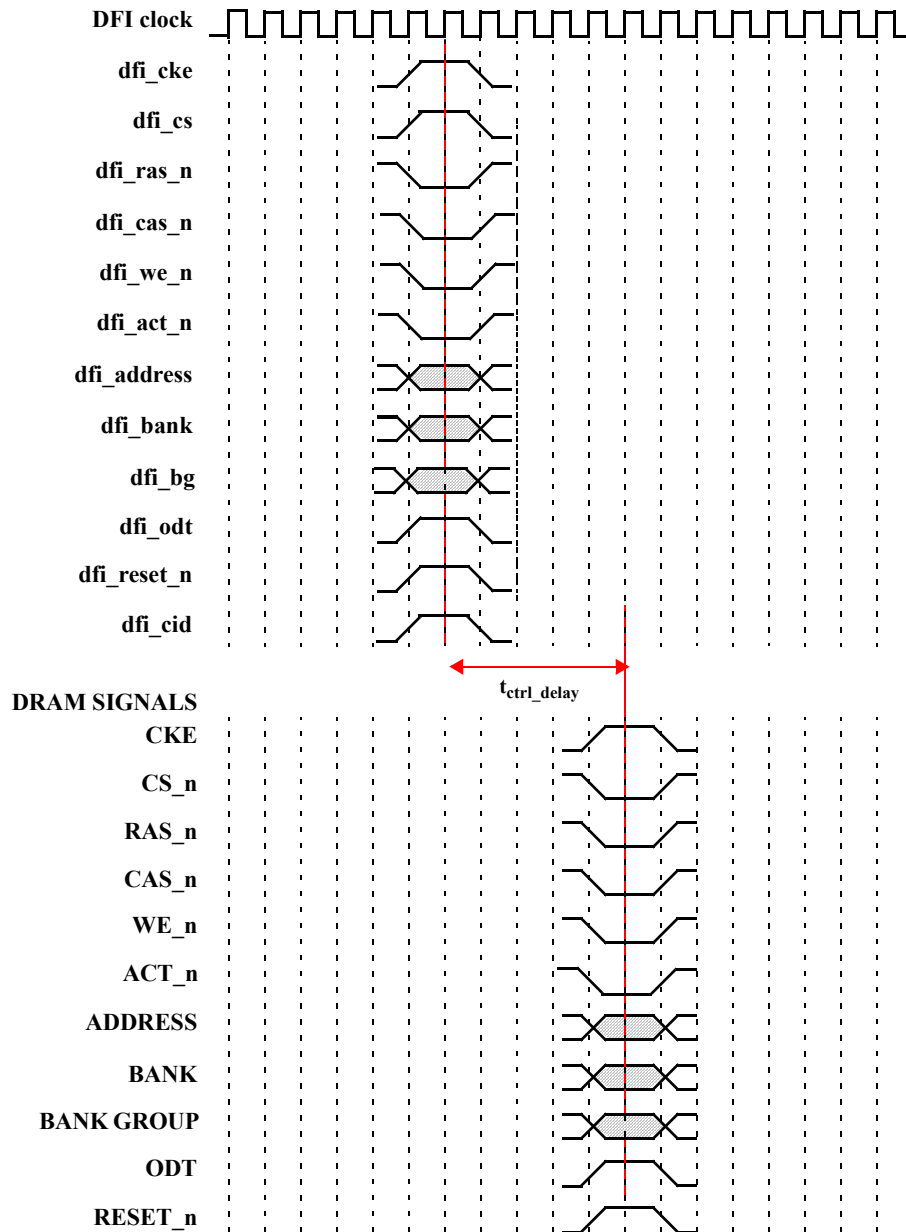 DFI clock
dfi_cke
dfi_cs
dfi_ras_n
dfi_cas_n
dfi_we_n
dfi_act_n
dfi_address
dfi_bank
dfi_bg
dfi_odt
dfi_reset_n
dfi_cid
tctrl_delay
DRAM SIGNALS
CKE
CS_n
RAS_n
CAS_n
WE_n
ACT_n
ADDRESS
BANK
BANK GROUP
ODT
RESET_n